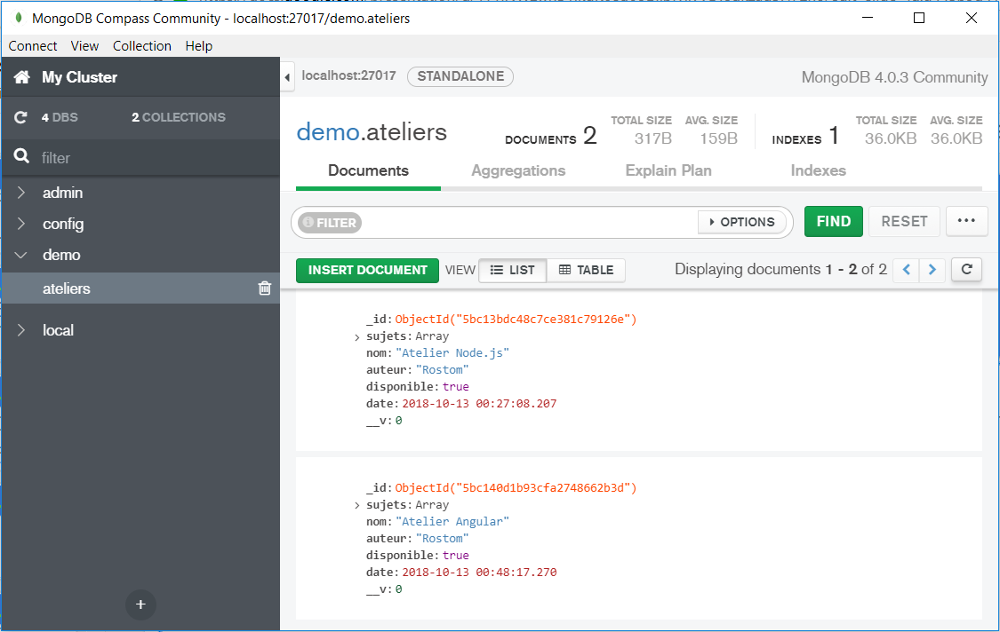 MongoDB Compass Community - localhost:27017/demo.ateliers
Connect View Collection Help
My Cluster
4 DBS 2 COLLECTIONS
filter
admin
config
demo
ateliers
local
+
localhost:27017 STANDALONE MongoDB 4.0.3 Community
demo.ateliers DOCUMENTS 2 TOTAL SIZE 317B AVG. SIZE 159B INDEXES 1 TOTAL SIZE 36.0KB AVG. SIZE 36.0KB
Documents Aggregations Explain Plan Indexes
FILTER OPTIONS FIND RESET ...
INSERT DOCUMENT VIEW LIST TABLE Displaying documents 1 - 2 of 2
_id: ObjectId("5bc13bdc48c7ce381c79126e")
sujets: Array
nom: "Atelier Node.js"
auteur: "Rostom"
disponible: true
date: 2018-10-13 00:27:08.207
__v: 0
_id: ObjectId("5bc140d1b93cfa2748662b3d")
sujets: Array
nom: "Atelier Angular"
auteur: "Rostom"
disponible: true
date: 2018-10-13 00:48:17.270
__v: 0